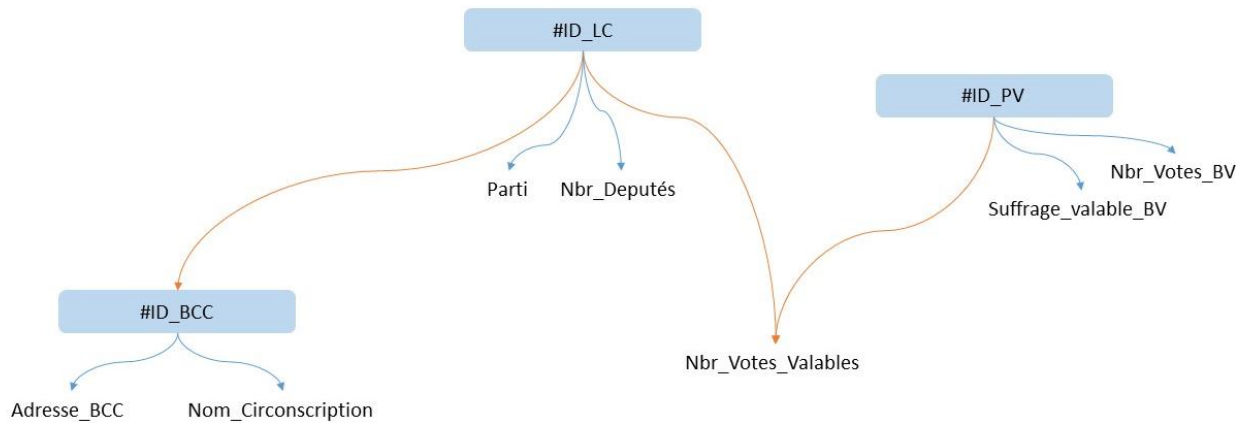 #ID_LC
#ID_PV
Parti
Nbr_Deputés
Nbr_Votes_BV
Suffrage_valable_BV
#ID_BCC
Nbr_Votes_Valables
Adresse_BCC
Nom_Circonscription